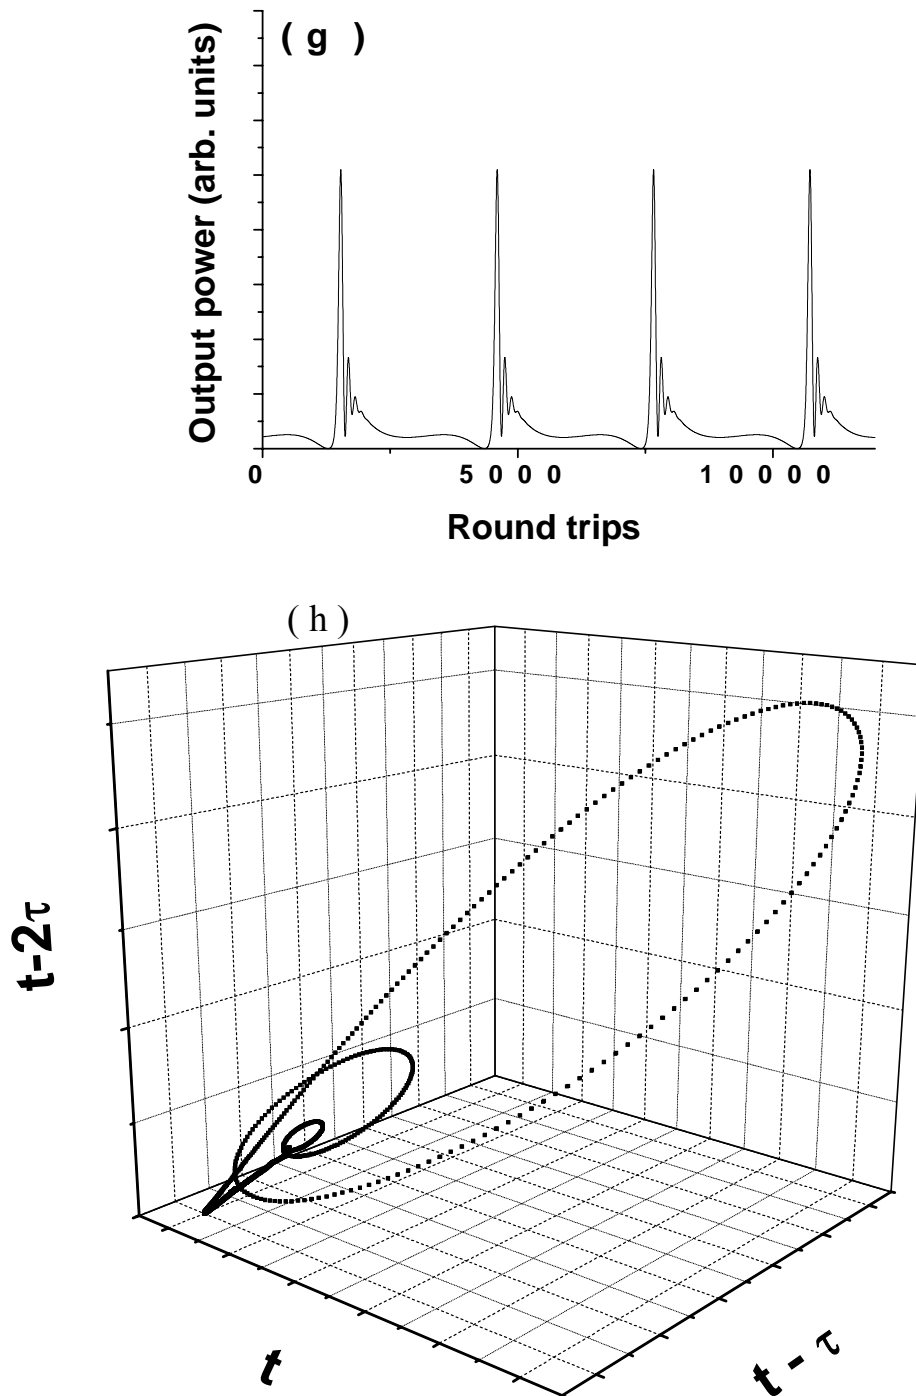 ( g )
Output power (arb. units)
0 5000 10000
Round trips
( h )
t-2τ
t
t - τ